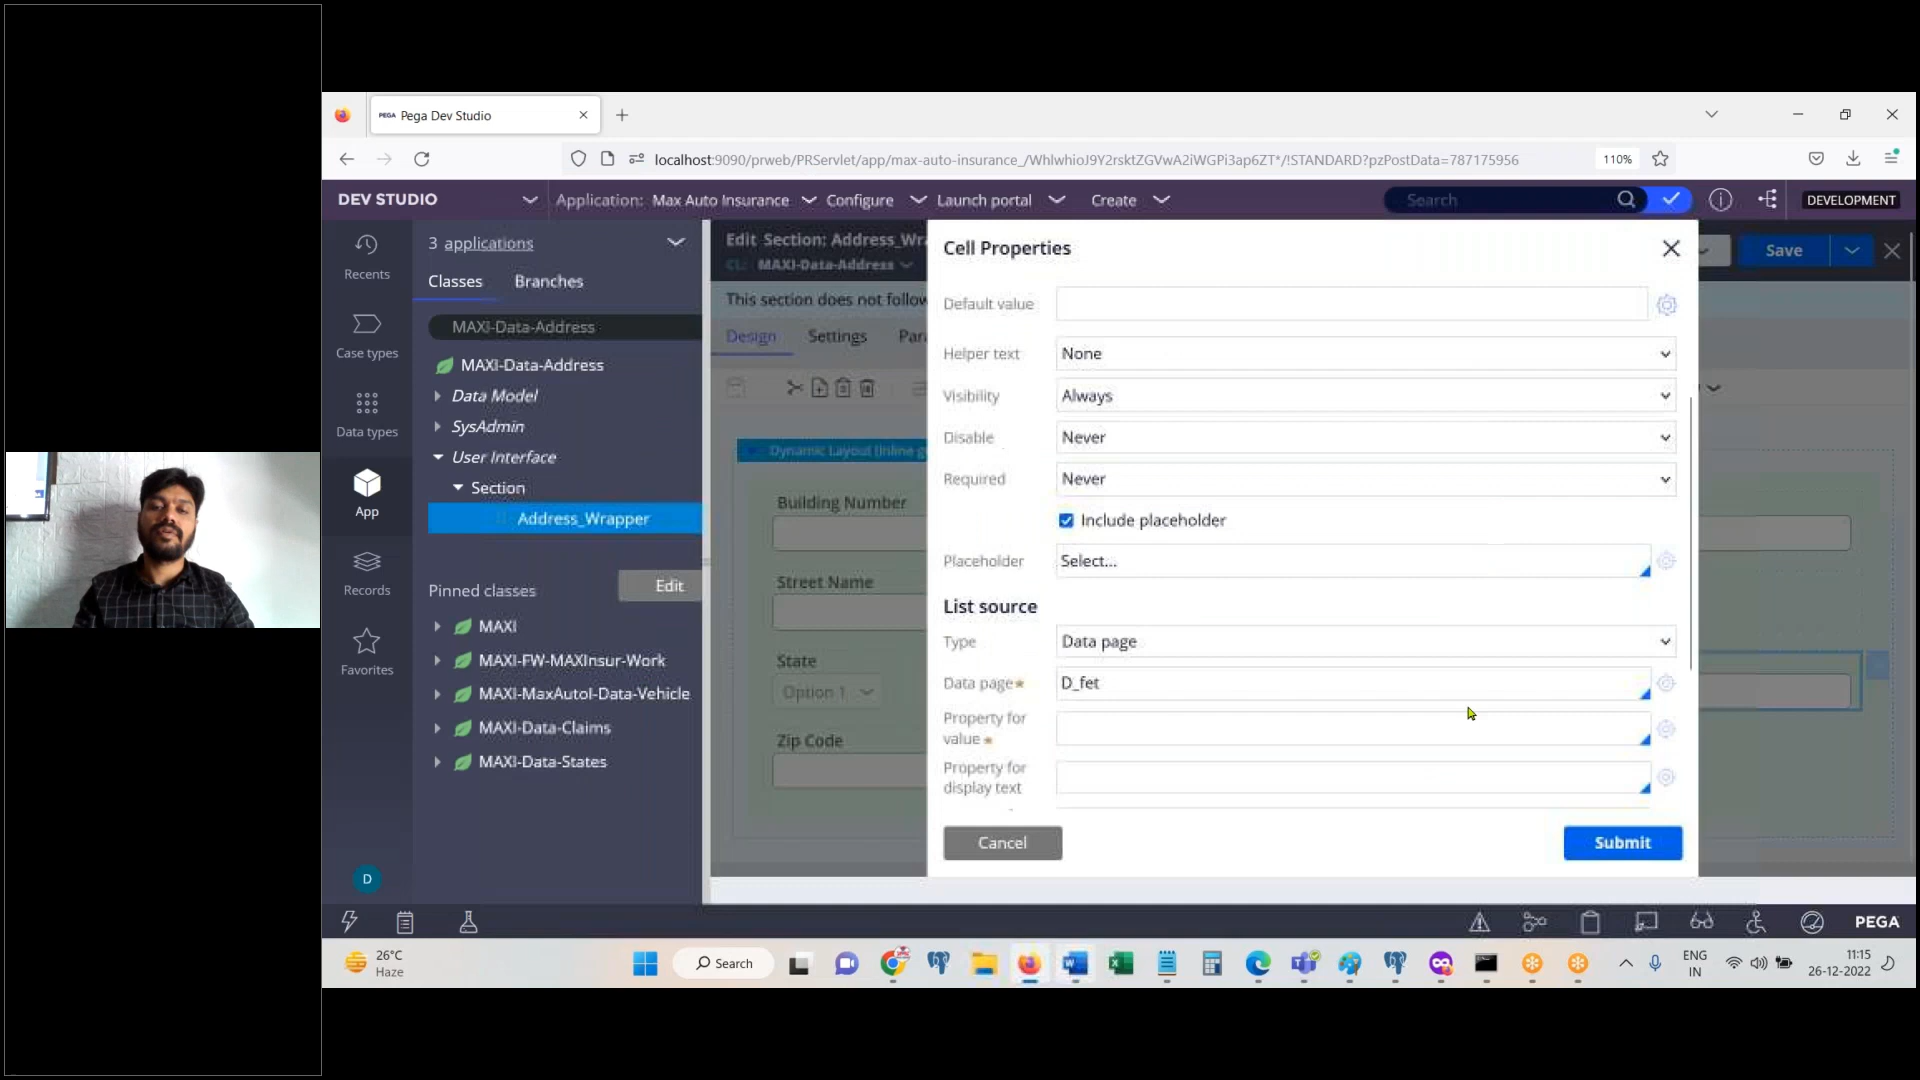 PEGA Pega Dev Studio
localhost:9090/prweb/PRServlet/app/max-auto-insurance_/WhlwhioJ9Y2rsktZGVwA2iWGPi3ap6ZT*/!STANDARD?pzPostData=787175956
110%
DEV STUDIO
Application: Max Auto Insurance
Configure
Launch portal
Create
Search
DEVELOPMENT
Recents
Case types
Data types
App
Records
Favorites
D
3 applications
Classes
Branches
MAXI-Data-Address
MAXI-Data-Address
Data Model
SysAdmin
User Interface
Section
Address_Wrapper
Pinned classes
Edit
MAXI
MAXI-FW-MAXInsur-Work
MAXI-MaxAutoI-Data-Vehicle
MAXI-Data-Claims
MAXI-Data-States
Edit Section: Address_Wr
CL: MAXI-Data-Address
Save
This section does not follow
Design
Settings
Par
Dynamic Layout (Inline g
Building Number
Street Name
State
Option 1
Zip Code
Cell Properties
Default value
Helper text
None
Visibility
Always
Disable
Never
Required
Never
Include placeholder
Placeholder
Select...
List source
Type
Data page
Data page★
D_fet
Property for
value ★
Property for
display text
Cancel
Submit
PEGA
26°C
Haze
Search
ENG
IN
11:15
26-12-2022